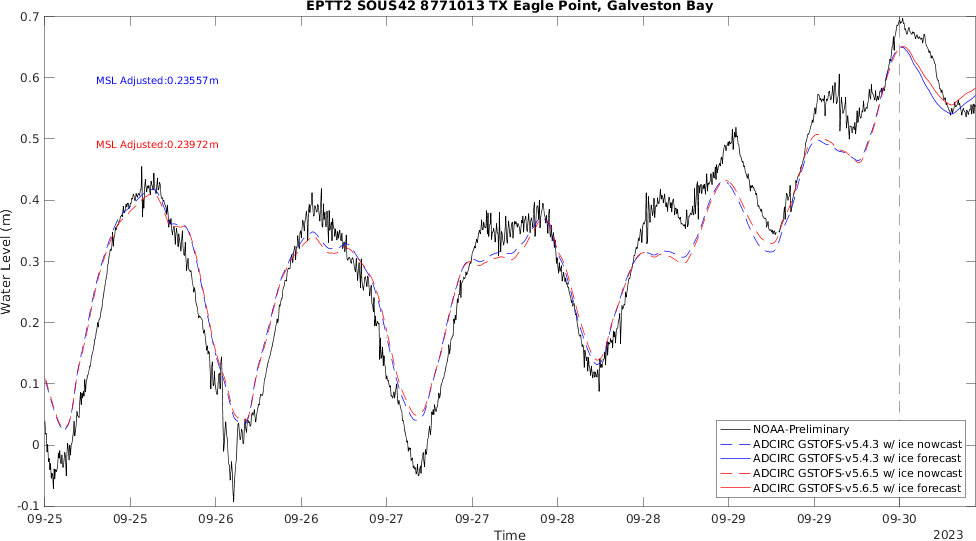 EPTT2 SOUS42 8771013 TX Eagle Point, Galveston Bay
0.7
0.6
0.5
0.4
0.3
0.2
0.1
0
-0.1
Water Level (m)
MSL Adjusted:0.23557m
MSL Adjusted:0.23972m
NOAA-Preliminary
ADCIRC GSTOFS-v5.4.3 w/ ice nowcast
ADCIRC GSTOFS-v5.4.3 w/ ice forecast
ADCIRC GSTOFS-v5.6.5 w/ ice nowcast
ADCIRC GSTOFS-v5.6.5 w/ ice forecast
09-25 09-25 09-26 09-26 09-27 09-27 09-28 09-28 09-29 09-29 09-30
Time
2023